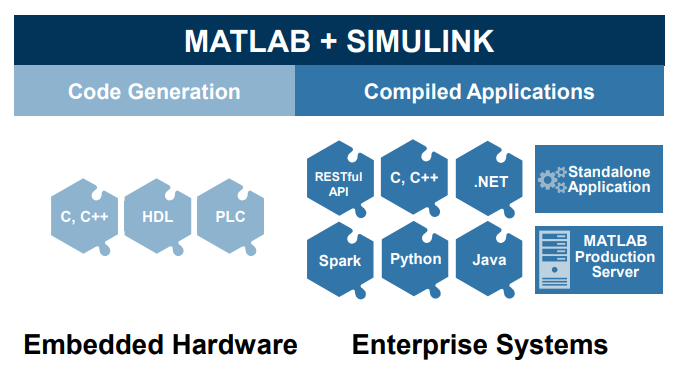 MATLAB + SIMULINK
Code Generation
Compiled Applications
C, C++
HDL
PLC
RESTful
API
C, C++
.NET
Standalone
Application
Spark
Python
Java
MATLAB
Production
Server
Embedded Hardware
Enterprise Systems